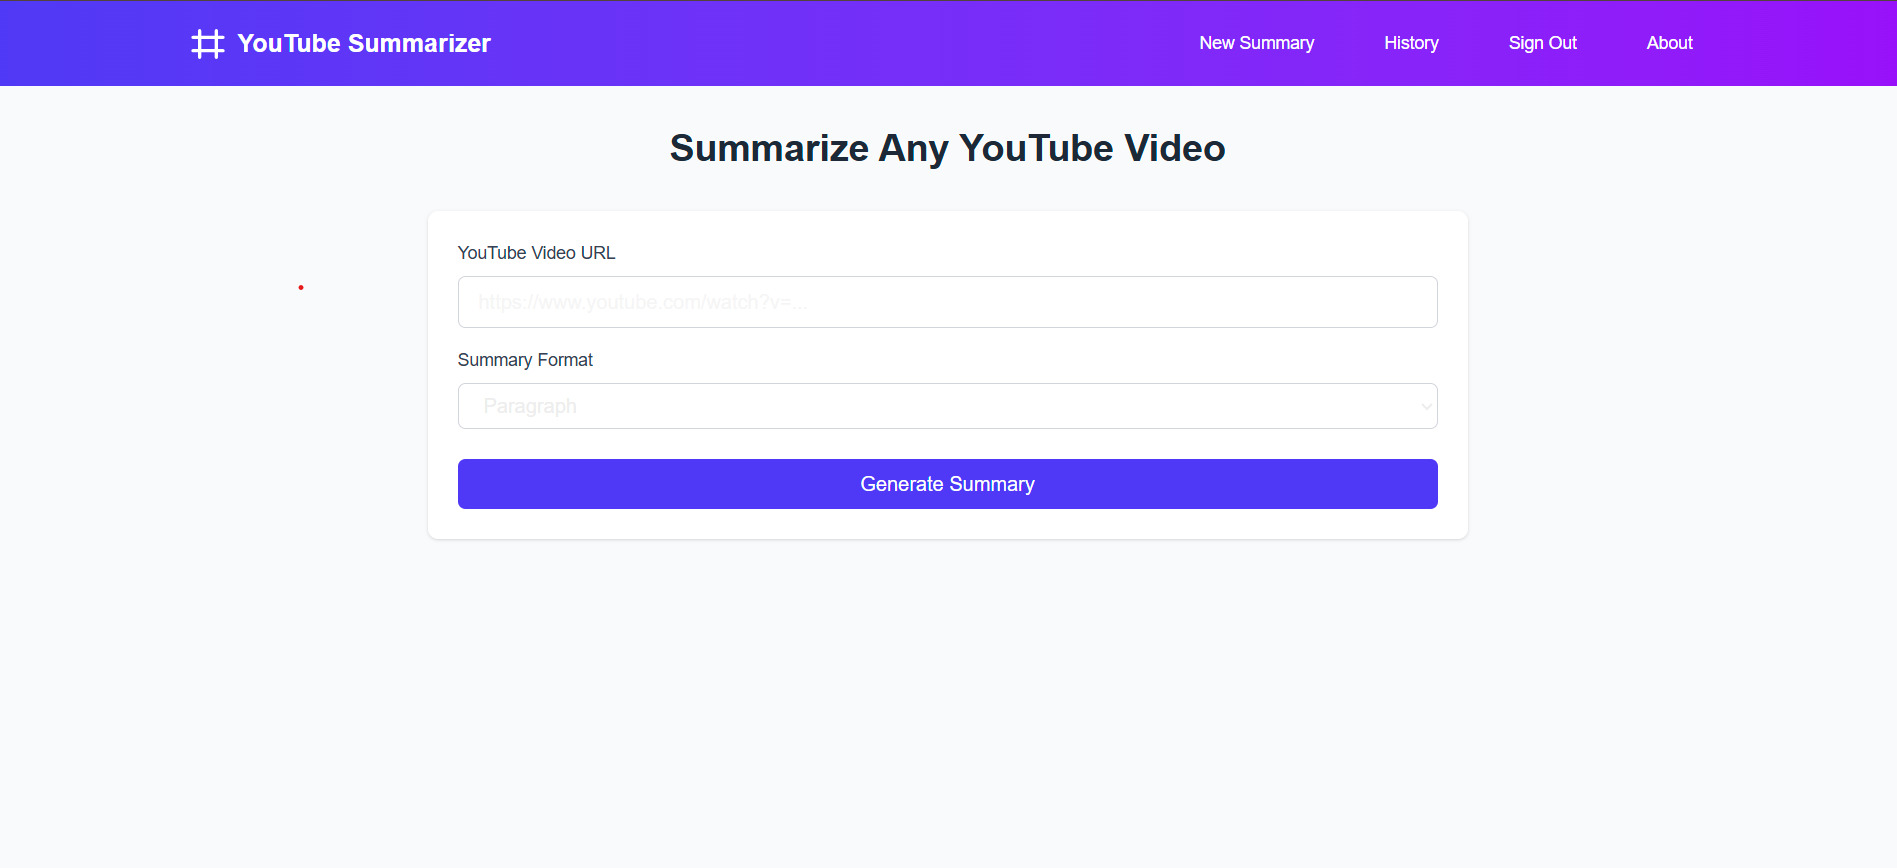 YouTube Summarizer
New Summary
History
Sign Out
About
Summarize Any YouTube Video
YouTube Video URL
https://www.youtube.com/watch?v=...
Summary Format
Paragraph
Generate Summary